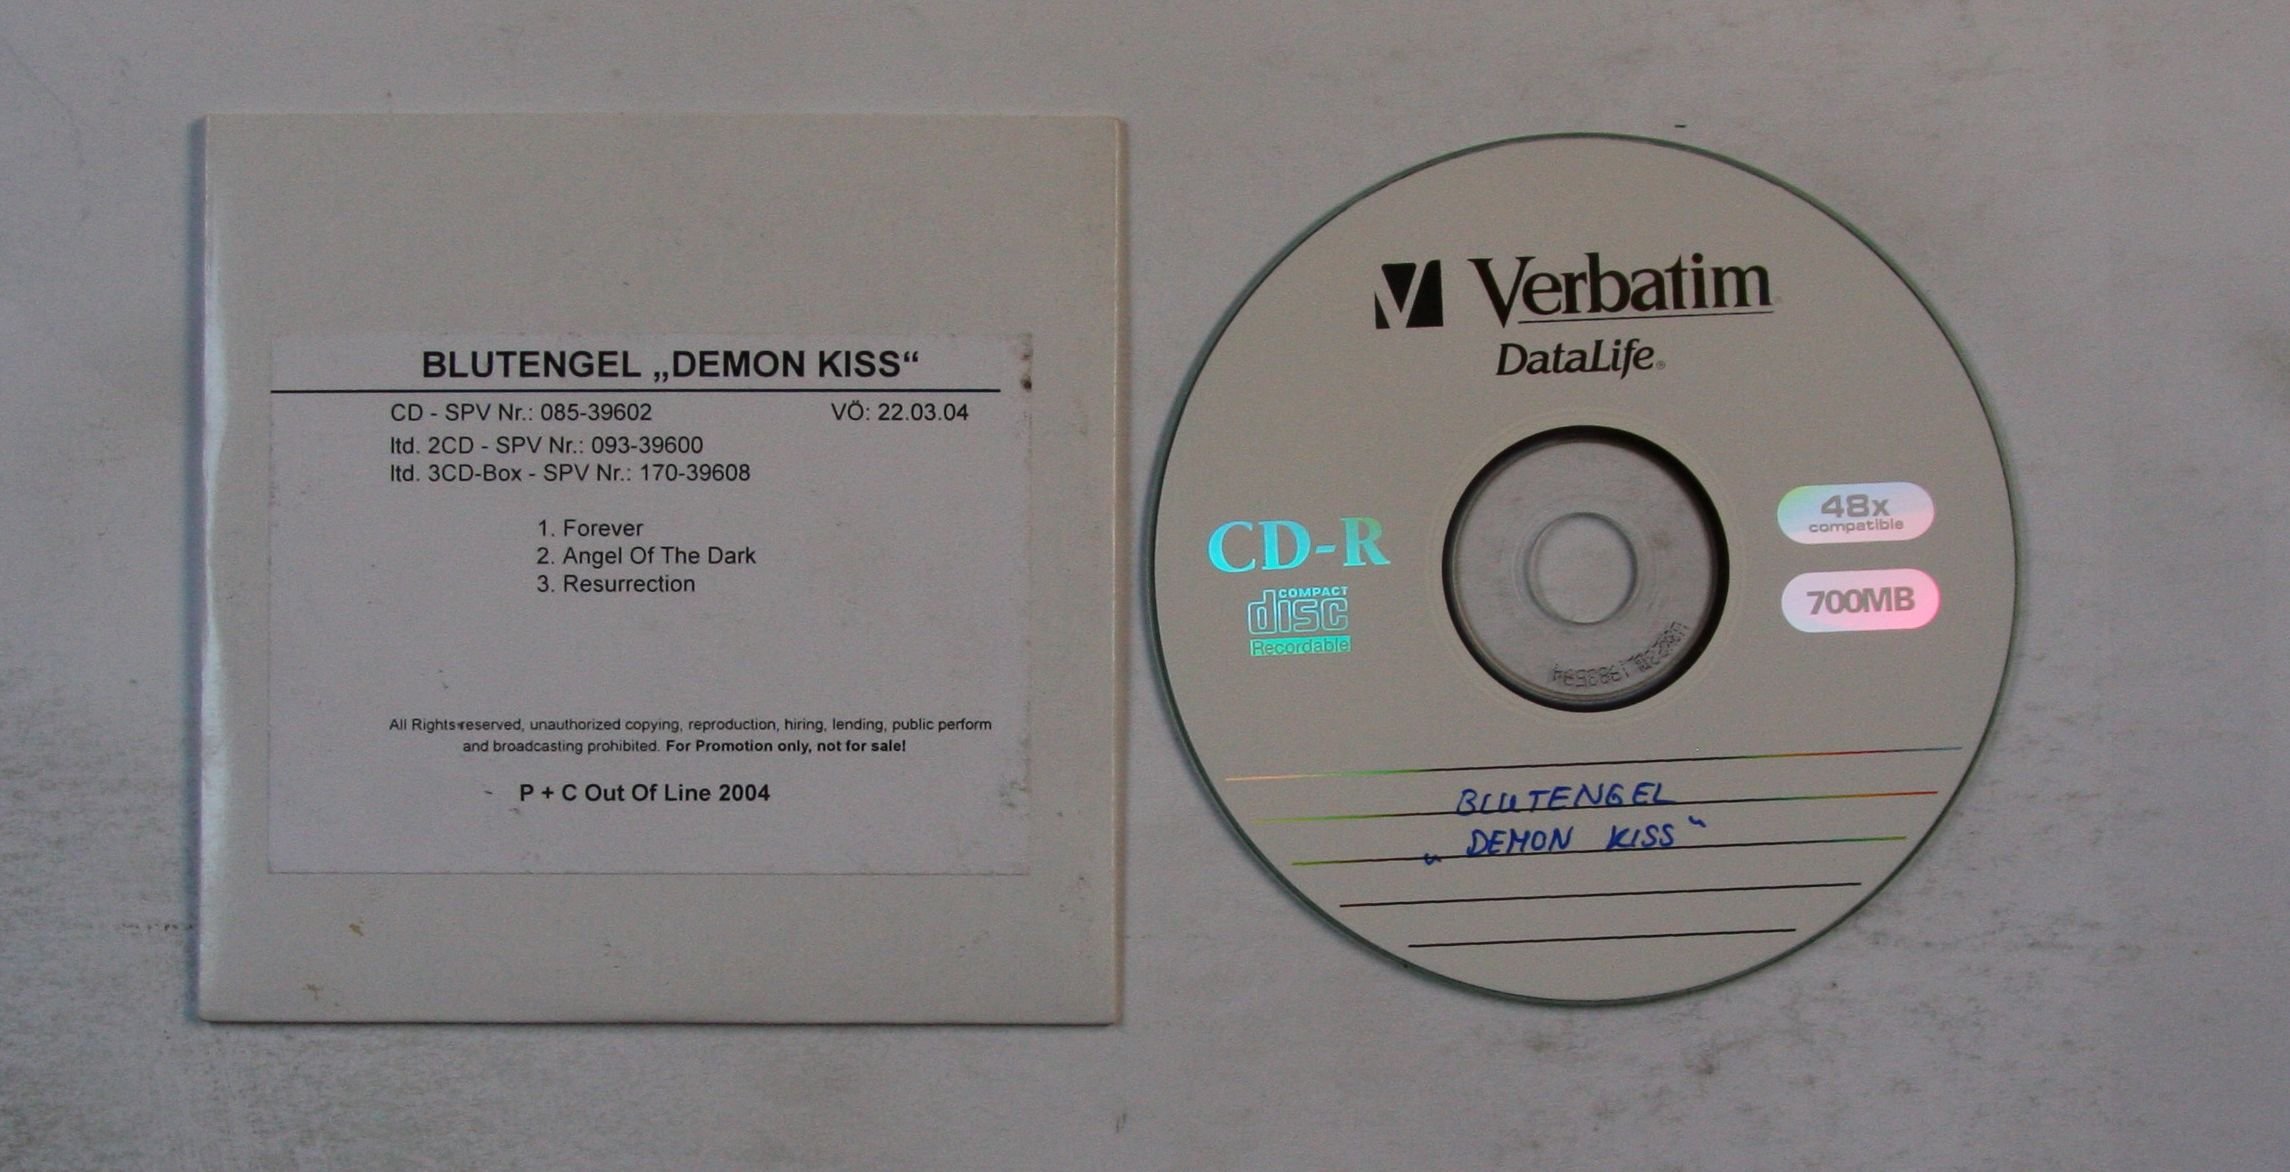 BLUTENGEL „DEMON KISS“
CD - SPV Nr.: 085-39602 VÖ: 22.03.04
ltd. 2CD - SPV Nr.: 093-39600
ltd. 3CD-Box - SPV Nr.: 170-39608
1. Forever
2. Angel Of The Dark
3. Resurrection
All Rights reserved, unauthorized copying, reproduction, hiring, lending, public perform
and broadcasting prohibited. For Promotion only, not for sale!
P + C Out Of Line 2004
Verbatim
DataLife®
CD-R
COMPACT
disc
Recordable
48x
compatible
700MB
BLUTENGEL
„DEMON KISS“